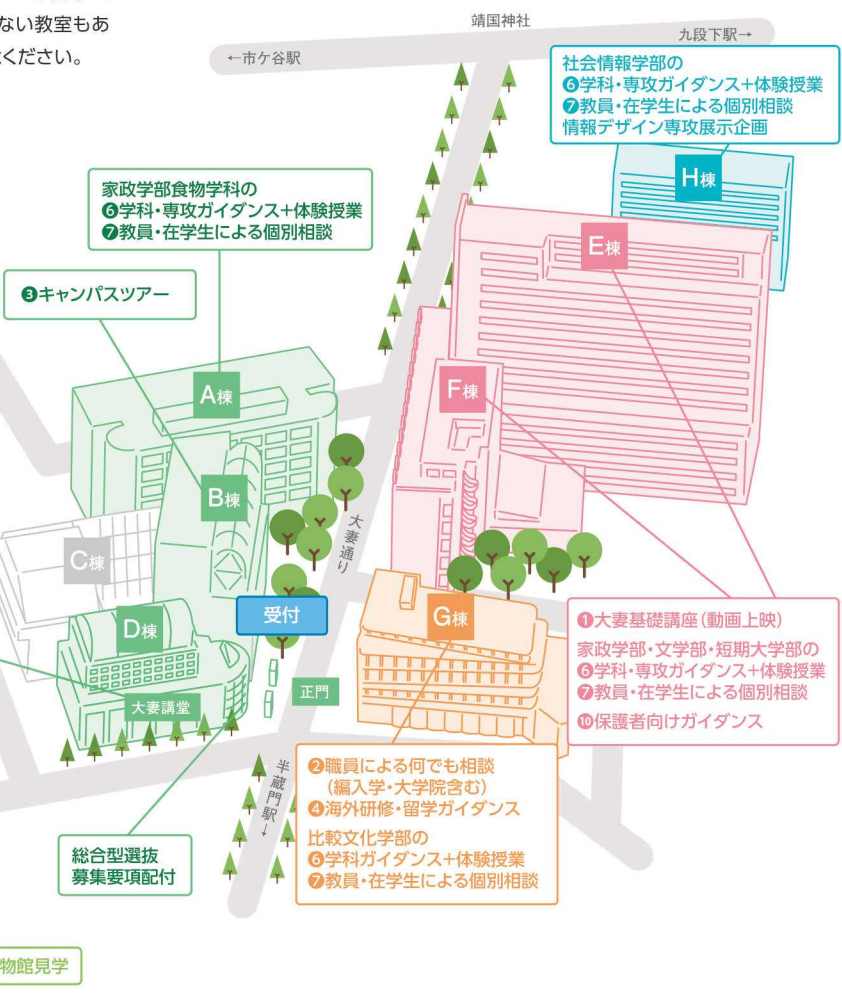 ない教室もあ
ください。
靖国神社
←市ケ谷駅
九段下駅→
社会情報学部の
❻学科・専攻ガイダンス+体験授業
❼教員・在学生による個別相談
情報デザイン専攻展示企画
H棟
家政学部食物学科の
❻学科・専攻ガイダンス+体験授業
❼教員・在学生による個別相談
E棟
❸キャンパスツアー
A棟
F棟
B棟
大妻通り
C棟
受付
G棟
D棟
❶大妻基礎講座(動画上映)
家政学部・文学部・短期大学部の
❻学科・専攻ガイダンス+体験授業
❼教員・在学生による個別相談
❿保護者向けガイダンス
正門
大妻講堂
半蔵門駅→
❷職員による何でも相談
(編入学・大学院含む)
❹海外研修・留学ガイダンス
比較文化学部の
❻学科ガイダンス+体験授業
❼教員・在学生による個別相談
総合型選抜
募集要項配付
物館見学